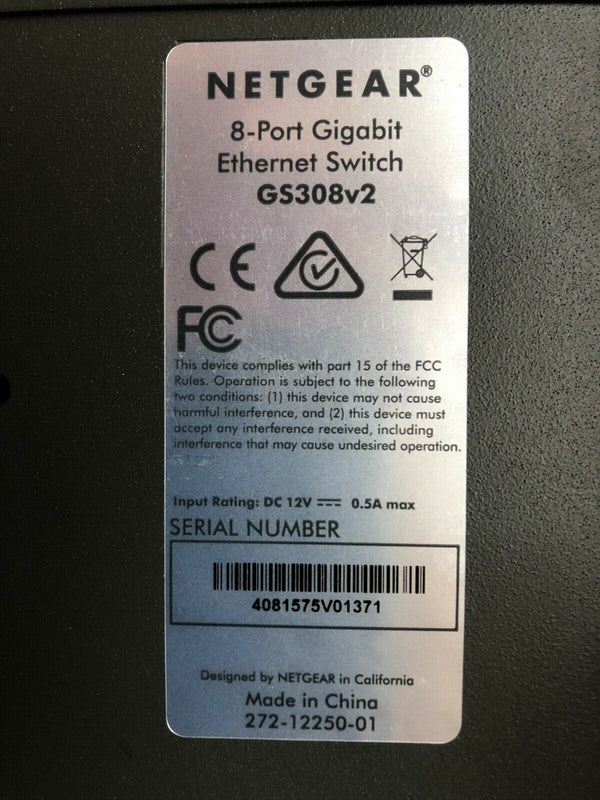 NETGEAR®
8-Port Gigabit
Ethernet Switch
GS308v2
CE
FC
This device complies with part 15 of the FCC
Rules. Operation is subject to the following
two conditions: (1) this device may not cause
harmful interference, and (2) this device must
accept any interference received, including
interference that may cause undesired operation.
Input Rating: DC 12V ⎓ 0.5A max
SERIAL NUMBER
4081575V01371
Designed by NETGEAR in California
Made in China
272-12250-01